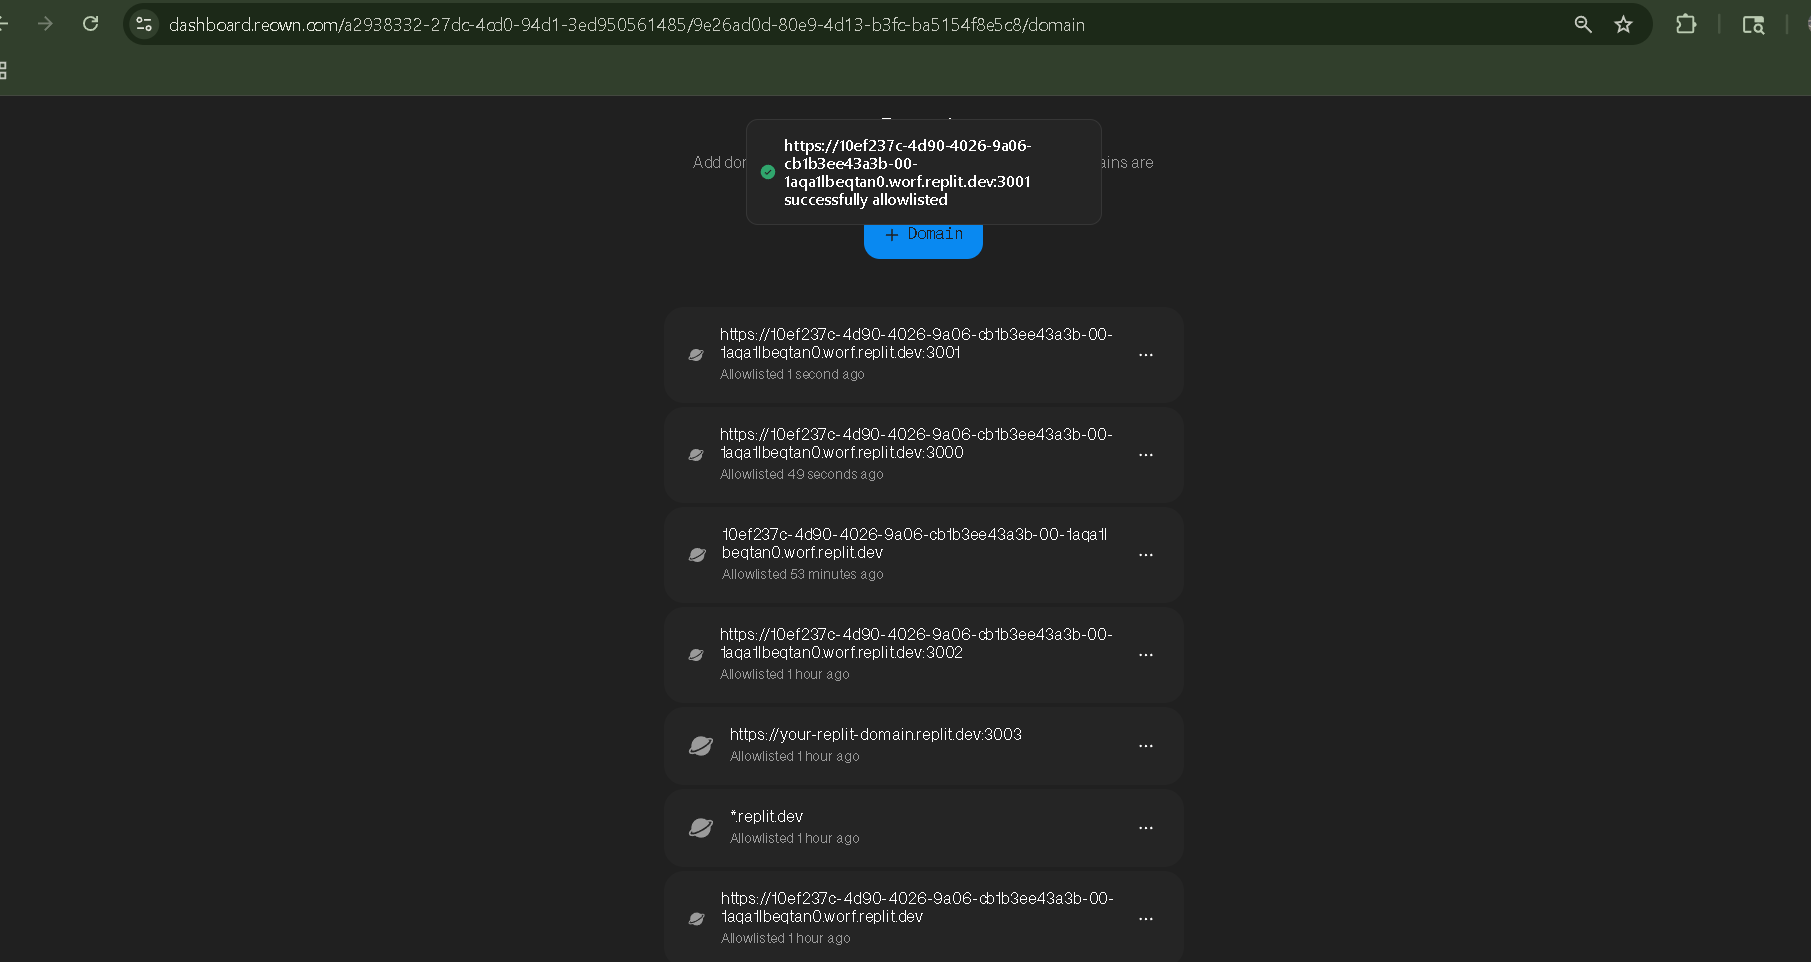 dashboard.reown.com/a2938332-27dc-4cd0-94d1-3ed950561485/9e26ad0d-80e9-4d13-b3fc-ba5154f8e5c8/domain
https://10ef237c-4d90-4026-9a06-
cb1b3ee43a3b-00-
1aqa1lbeqtan0.worf.replit.dev:3001
successfully allowlisted
Add
ains are
+ Domain
https://10ef237c-4d90-4026-9a06-cb1b3ee43a3b-00-
1aqa1lbeqtan0.worf.replit.dev:3001
Allowlisted 1 second ago
https://10ef237c-4d90-4026-9a06-cb1b3ee43a3b-00-
1aqa1lbeqtan0.worf.replit.dev:3000
Allowlisted 49 seconds ago
10ef237c-4d90-4026-9a06-cb1b3ee43a3b-00-1aqa1l
beqtan0.worf.replit.dev
Allowlisted 53 minutes ago
https://10ef237c-4d90-4026-9a06-cb1b3ee43a3b-00-
1aqa1lbeqtan0.worf.replit.dev:3002
Allowlisted 1 hour ago
https://your-replit-domain.replit.dev:3003
Allowlisted 1 hour ago
*.replit.dev
Allowlisted 1 hour ago
https://10ef237c-4d90-4026-9a06-cb1b3ee43a3b-00-
1aqa1lbeqtan0.worf.replit.dev
Allowlisted 1 hour ago